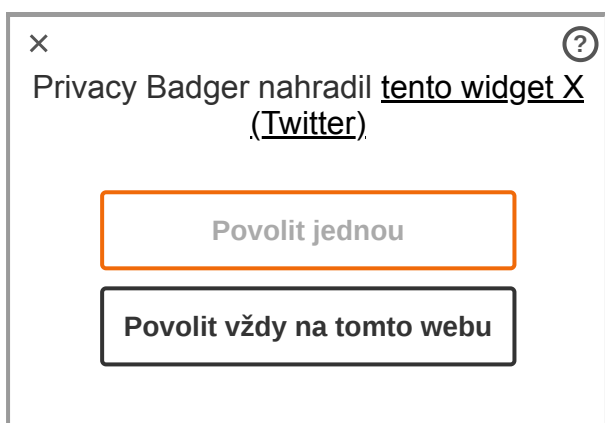 ×
?
Privacy Badger nahradil tento widget X
(Twitter)
Povolit jednou
Povolit vždy na tomto webu